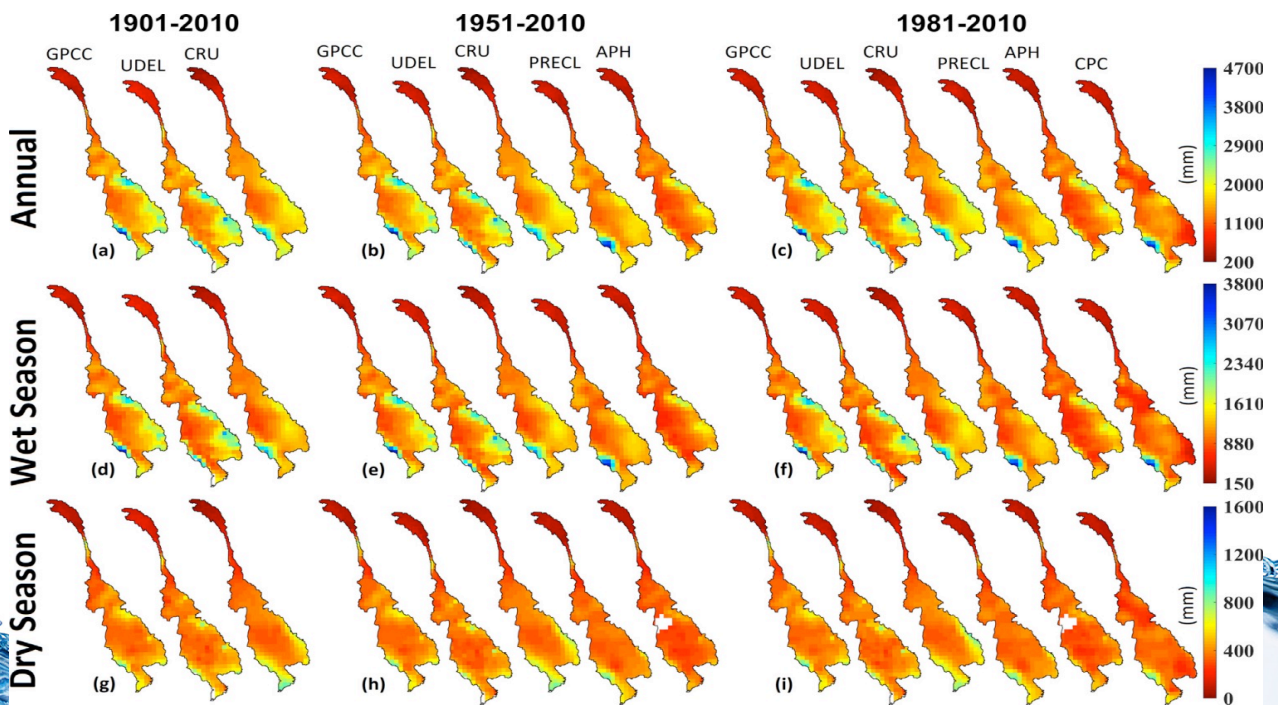 1901-2010 1951-2010 1981-2010
GPCC UDEL CRU GPCC UDEL CRU PRECL APH GPCC UDEL CRU PRECL APH CPC
Annual
(a) (b) (c)
4700
3800
2900
2000
1100
200
(mm)
Wet Season
(d) (e) (f)
3800
3070
2340
1610
880
150
(mm)
Dry Season
(g) (h) (i)
1600
1200
800
400
0
(mm)